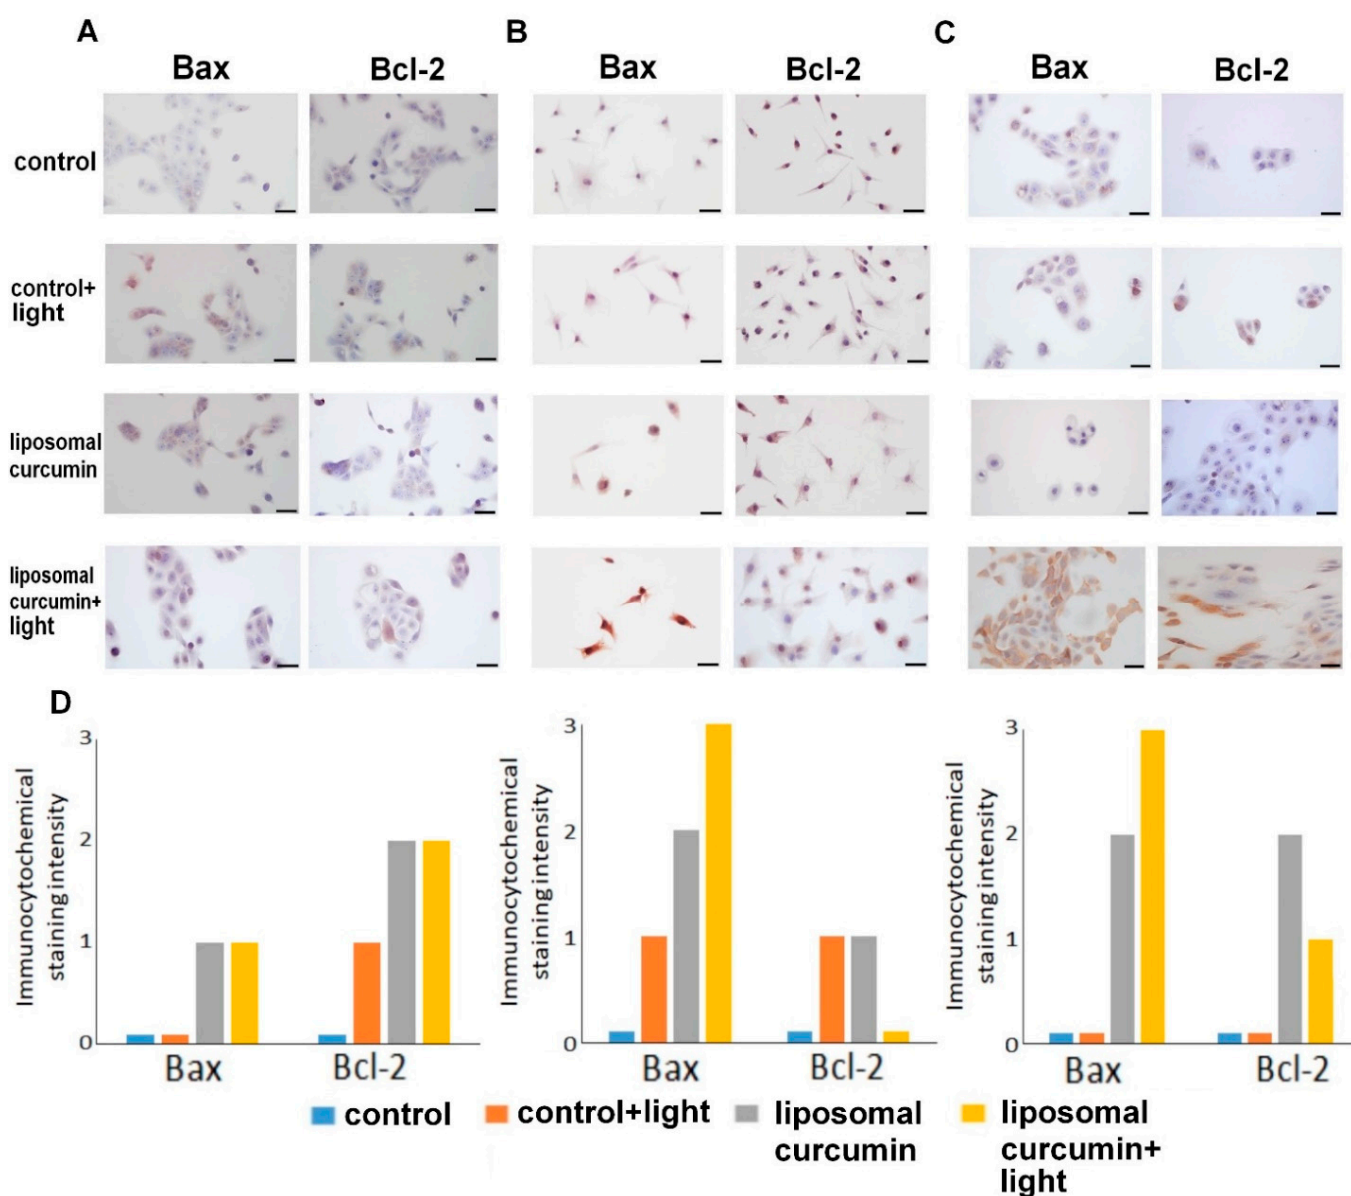 A
B
C
Bax
Bcl-2
Bax
Bcl-2
Bax
Bcl-2
control
control+
light
liposomal
curcumin
liposomal
curcumin+
light
D
Immunocytochemical
staining intensity
3
2
1
0
Bax
Bcl-2
Immunocytochemical
staining intensity
3
2
1
0
Bax
Bcl-2
Immunocytochemical
staining intensity
3
2
1
0
Bax
Bcl-2
control
control+light
liposomal
curcumin
liposomal
curcumin+
light